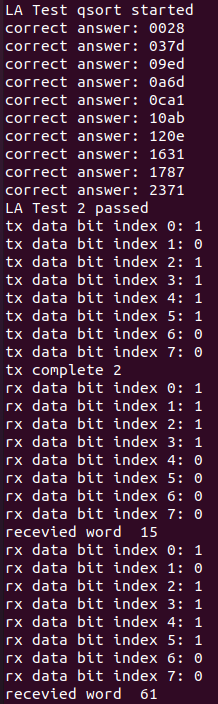 LA Test qsort started
correct answer: 0028
correct answer: 037d
correct answer: 09ed
correct answer: 0a6d
correct answer: 0ca1
correct answer: 10ab
correct answer: 120e
correct answer: 1631
correct answer: 1787
correct answer: 2371
LA Test 2 passed
tx data bit index 0: 1
tx data bit index 1: 0
tx data bit index 2: 1
tx data bit index 3: 1
tx data bit index 4: 1
tx data bit index 5: 1
tx data bit index 6: 0
tx data bit index 7: 0
tx complete 2
rx data bit index 0: 1
rx data bit index 1: 1
rx data bit index 2: 1
rx data bit index 3: 1
rx data bit index 4: 0
rx data bit index 5: 0
rx data bit index 6: 0
rx data bit index 7: 0
recevied word  15
rx data bit index 0: 1
rx data bit index 1: 0
rx data bit index 2: 1
rx data bit index 3: 1
rx data bit index 4: 1
rx data bit index 5: 1
rx data bit index 6: 0
rx data bit index 7: 0
recevied word  61